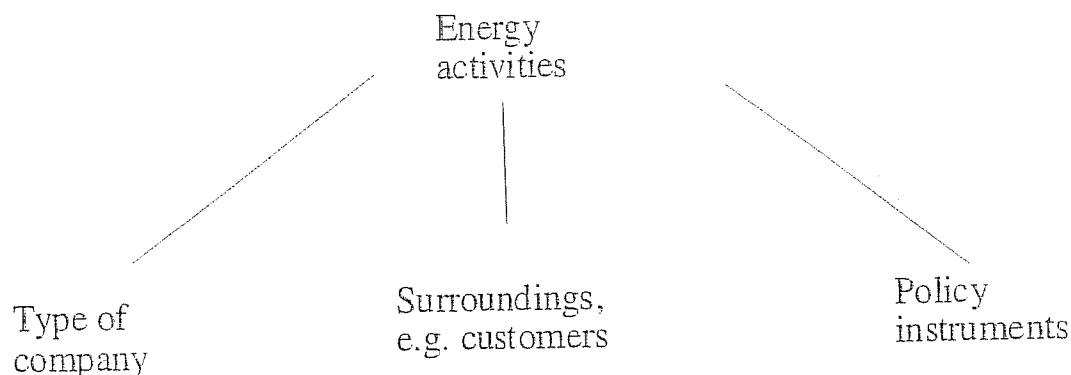 Energy
activities
Type of
company
Surroundings,
e.g. customers
Policy
instruments